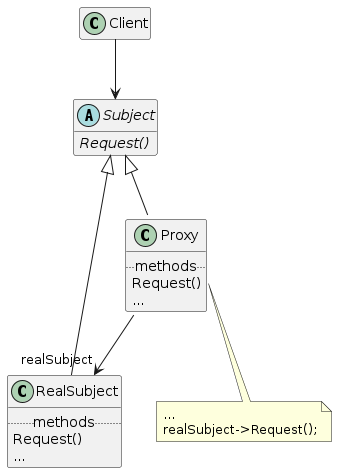 C Client
A Subject
Request()
C Proxy
methods
Request()
...
realSubject
C RealSubject
methods
Request()
...
...
realSubject->Request();